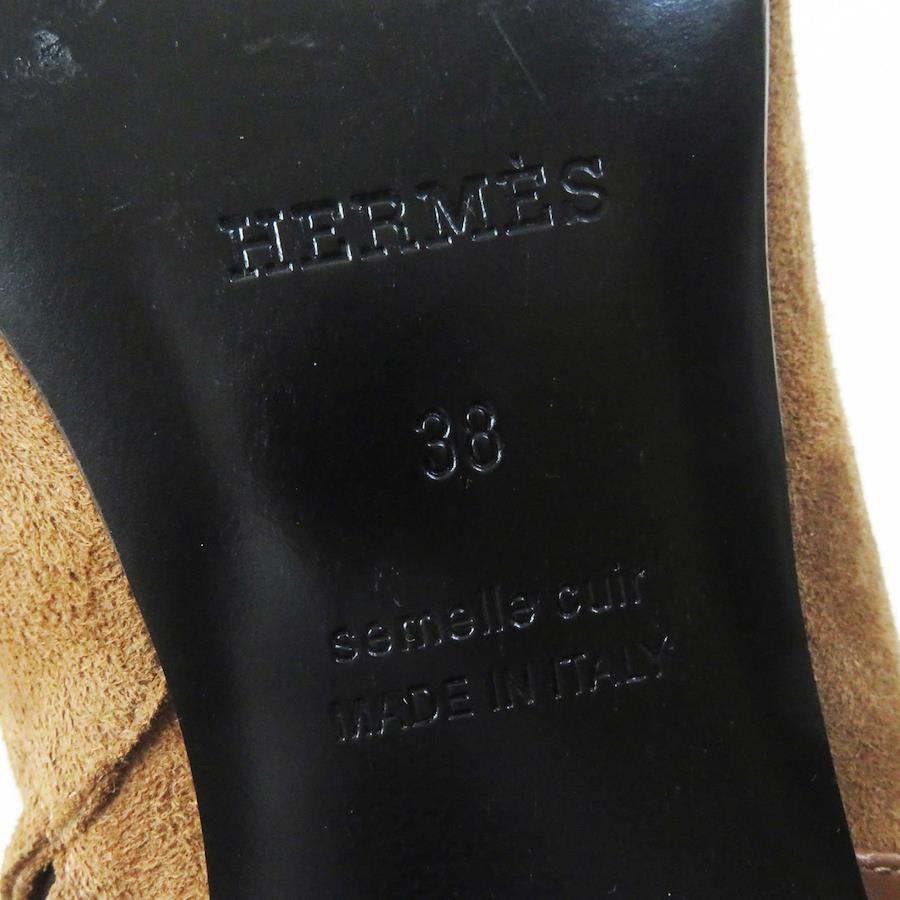 HERMÈS
38
semelle cuir
MADE IN ITALY